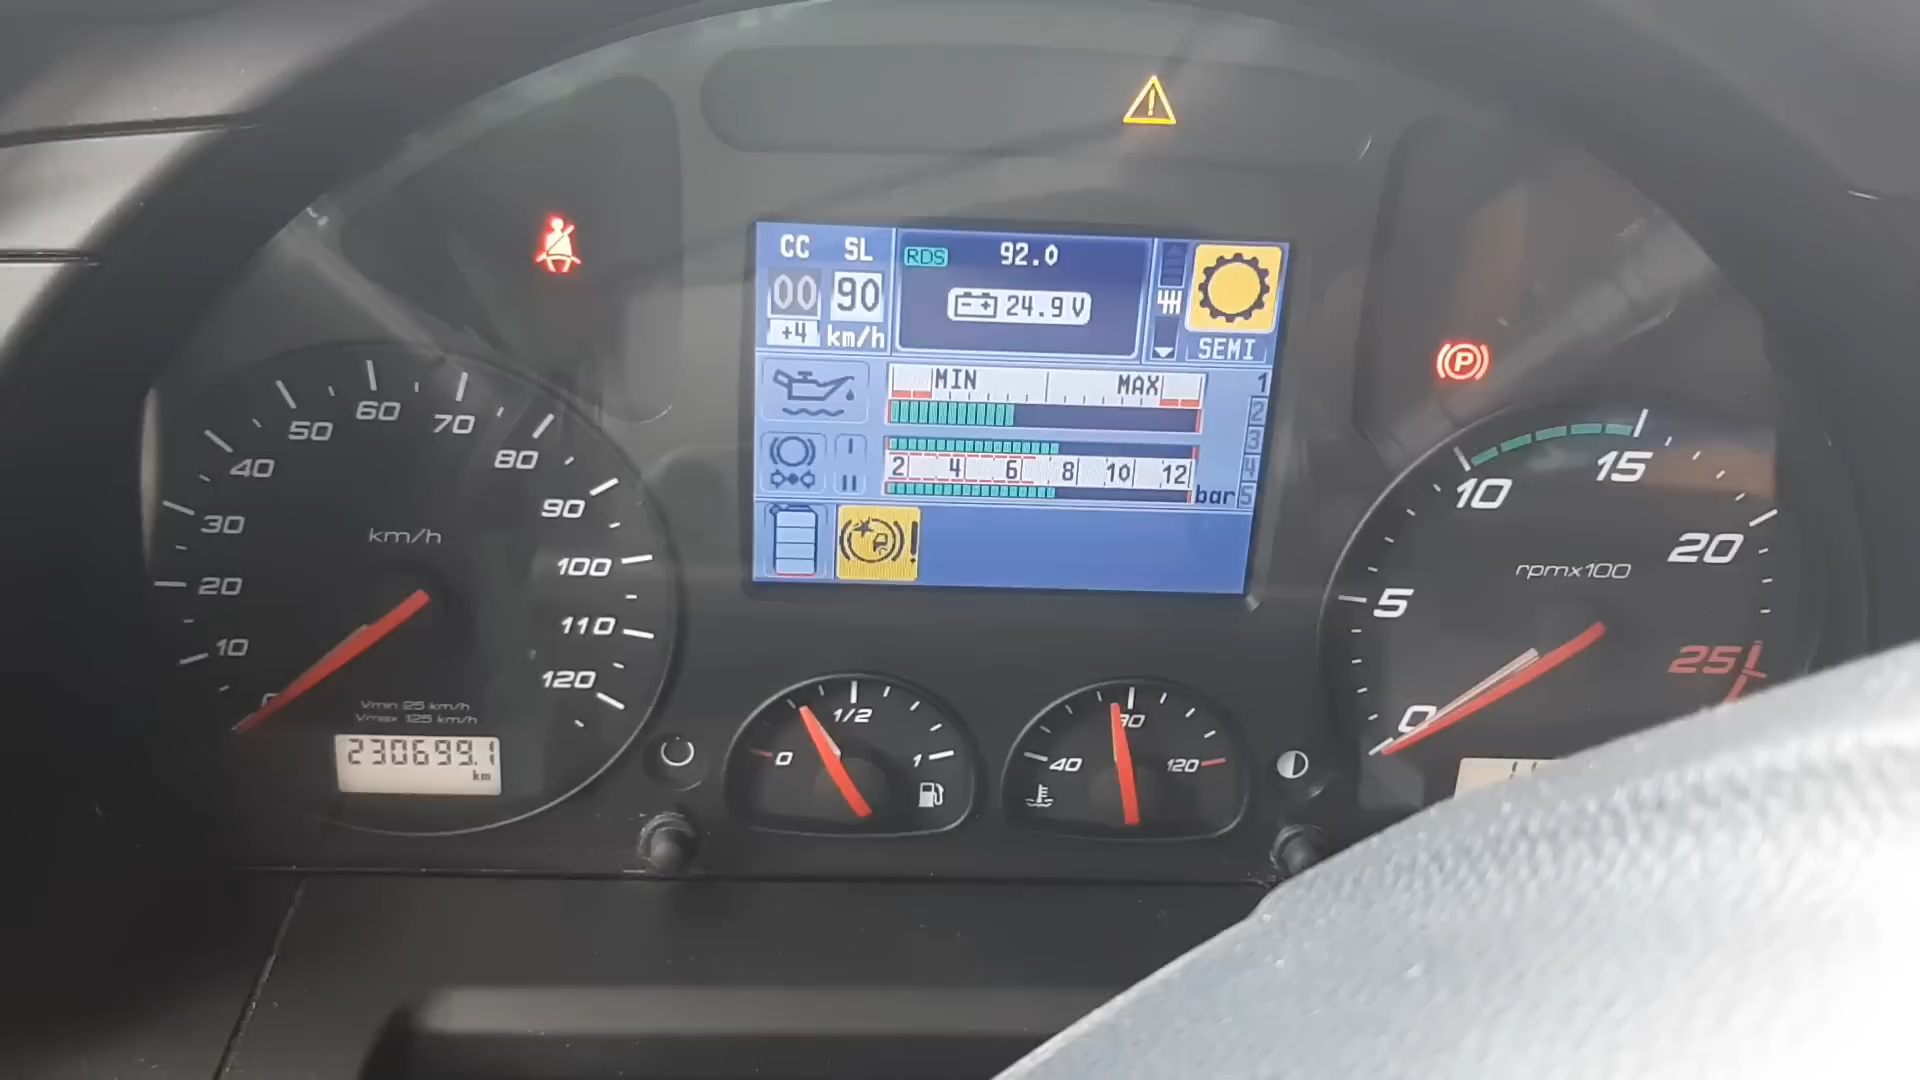 CC SL
00 90
+4 km/h
RDS 92.0
24.9 V
SEMI
MIN MAX
I
2 4 6 8 10 12
II
bar
1
2
3
4
5
0
10
20
30
40
50
60
70
80
90
100
110
120
km/h
Vmin 25 km/h
Vmax 125 km/h
230699.1
km
0 1/2 1
40 80 120
P
0
5
10
15
20
25
rpmx100